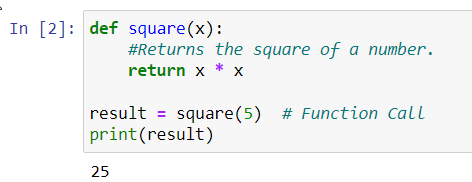 In [2]: def square(x):
#Returns the square of a number.
return x * x
result = square(5)  # Function Call
print(result)
25